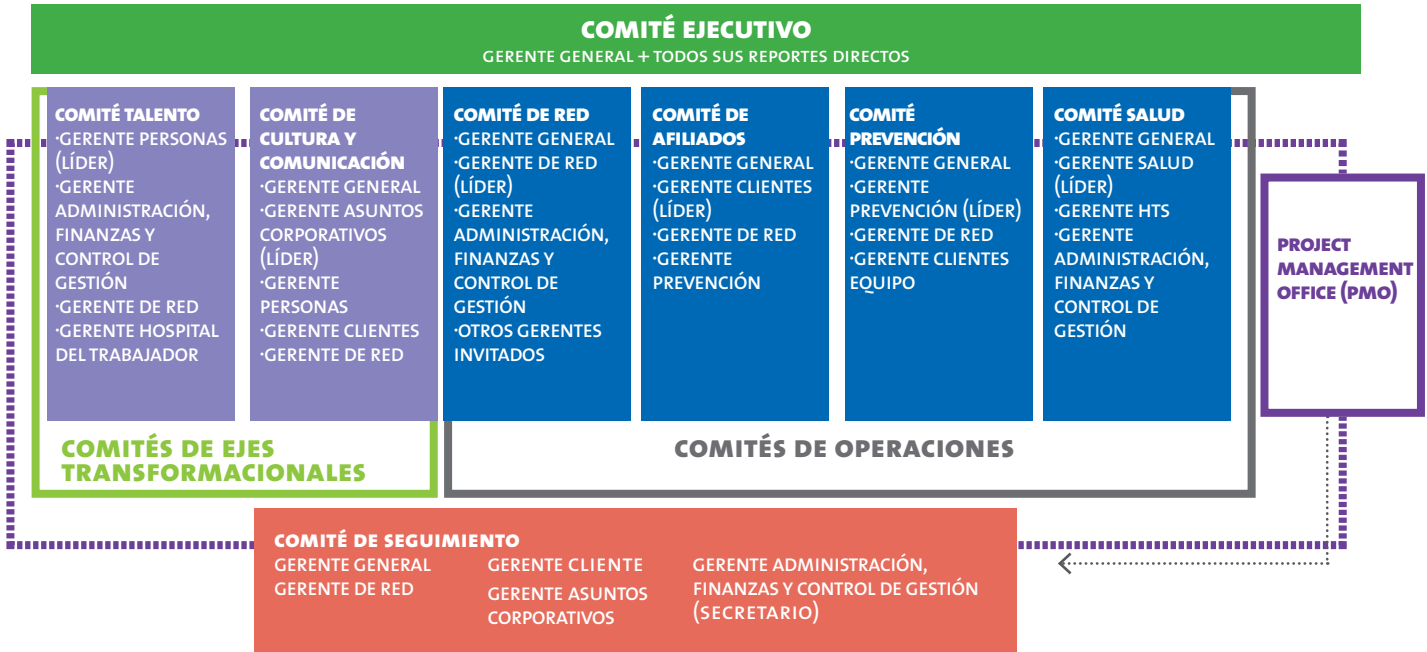 COMITÉ EJECUTIVO
GERENTE GENERAL + TODOS SUS REPORTES DIRECTOS
COMITÉ TALENTO
·GERENTE PERSONAS
(LÍDER)
·GERENTE
ADMINISTRACIÓN,
FINANZAS Y
CONTROL DE
GESTIÓN
·GERENTE DE RED
·GERENTE HOSPITAL
DEL TRABAJADOR
COMITÉ DE
CULTURA Y
COMUNICACIÓN
·GERENTE GENERAL
·GERENTE ASUNTOS
CORPORATIVOS
(LÍDER)
·GERENTE
PERSONAS
·GERENTE CLIENTES
·GERENTE DE RED
COMITÉ DE RED
·GERENTE GENERAL
·GERENTE DE RED
(LÍDER)
·GERENTE
ADMINISTRACIÓN,
FINANZAS Y
CONTROL DE
GESTIÓN
·OTROS GERENTES
INVITADOS
COMITÉ DE
AFILIADOS
·GERENTE GENERAL
·GERENTE CLIENTES
(LÍDER)
·GERENTE DE RED
·GERENTE
PREVENCIÓN
COMITÉ
PREVENCIÓN
·GERENTE GENERAL
·GERENTE
PREVENCIÓN (LÍDER)
·GERENTE DE RED
·GERENTE CLIENTES
EQUIPO
COMITÉ SALUD
·GERENTE GENERAL
·GERENTE SALUD
(LÍDER)
·GERENTE HTS
·GERENTE
ADMINISTRACIÓN,
FINANZAS Y
CONTROL DE
GESTIÓN
PROJECT
MANAGEMENT
OFFICE (PMO)
COMITÉS DE EJES
TRANSFORMACIONALES
COMITÉS DE OPERACIONES
COMITÉ DE SEGUIMIENTO
GERENTE GENERAL
GERENTE DE RED
GERENTE CLIENTE
GERENTE ASUNTOS
CORPORATIVOS
GERENTE ADMINISTRACIÓN,
FINANZAS Y CONTROL DE GESTIÓN
(SECRETARIO)